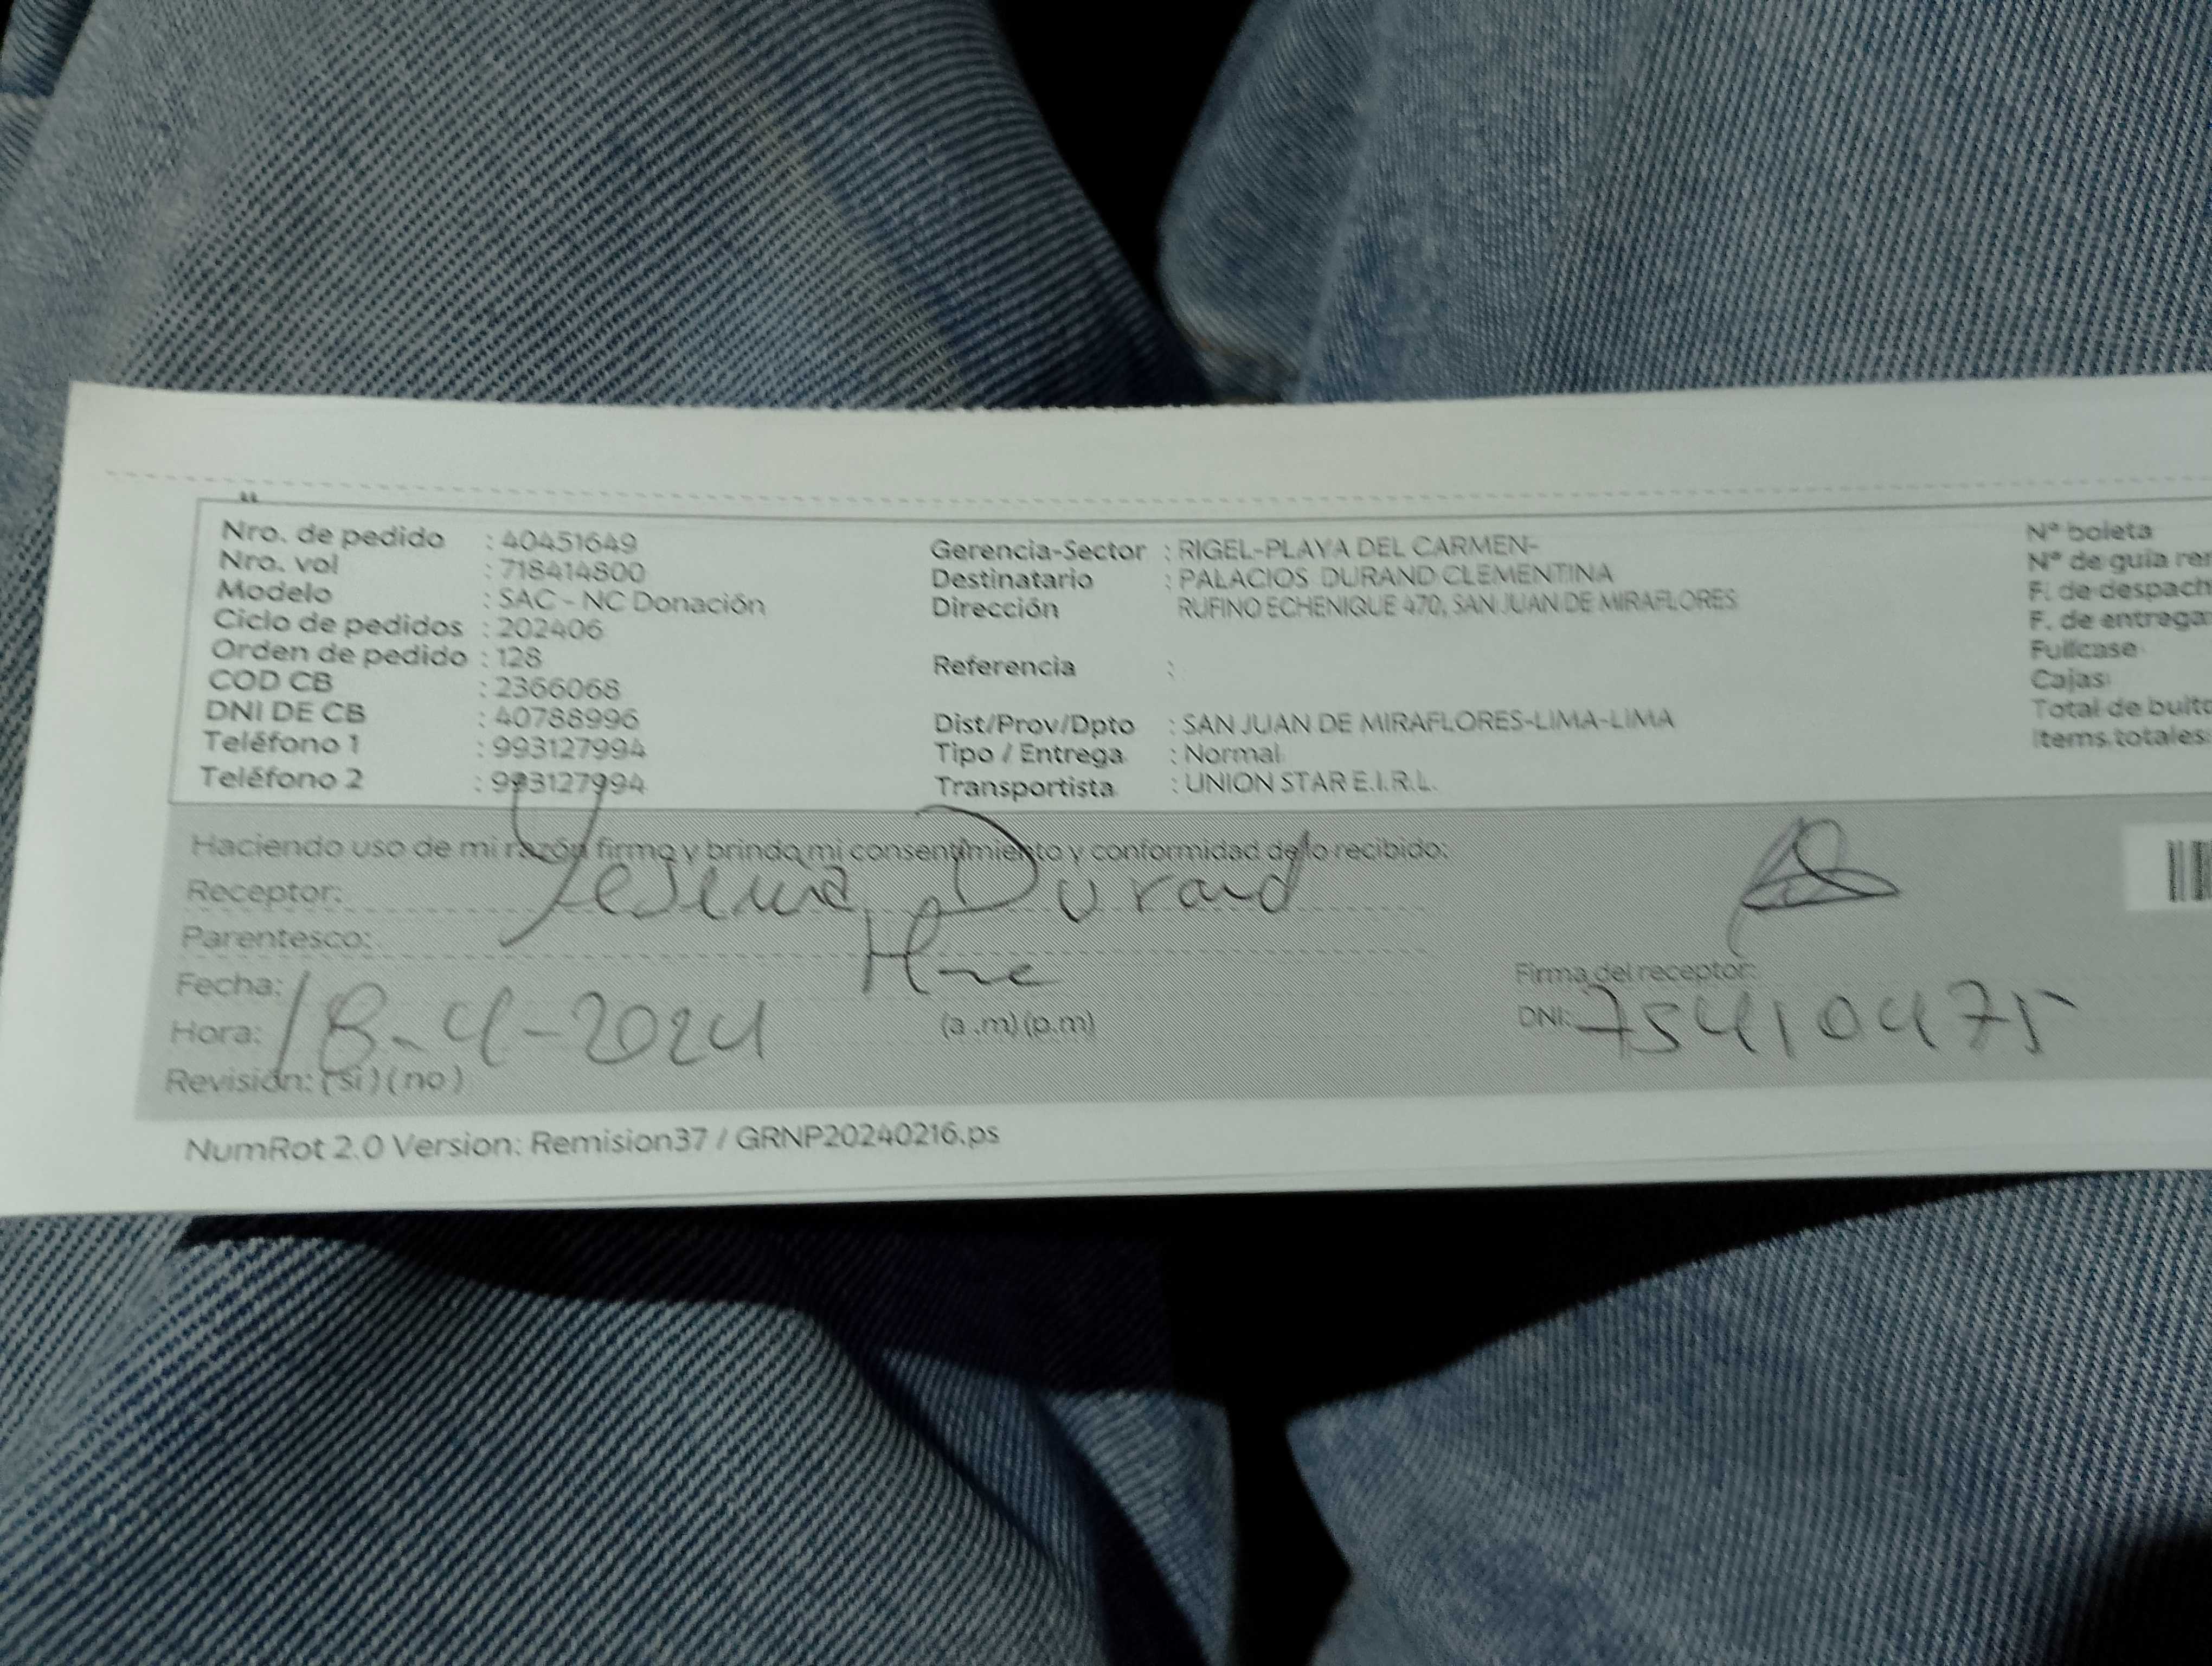 Nro. de pedido : 40451649
Nro. vol : 718414800
Modelo : SAC - NC Donación
Ciclo de pedidos : 202406
Orden de pedido : 128
COD CB : 2366068
DNI DE CB : 40788996
Teléfono 1 : 993127994
Teléfono 2 : 993127994
Gerencia-Sector : RIGEL-PLAYA DEL CARMEN-
Destinatario : PALACIOS DURAND CLEMENTINA
Dirección RUFINO ECHENIQUE 470, SAN JUAN DE MIRAFLORES
Referencia :
Dist/Prov/Dpto : SAN JUAN DE MIRAFLORES-LIMA-LIMA
Tipo / Entrega : Normal
Transportista : UNION STAR E.I.R.L.
N° boleta
N° de guía
F. de
F. de entrega
Fullcase
Cajas
Total de
Items totales
Haciendo uso de mi razón firmo y brindo mi consentimiento y conformidad de lo recibido:
Receptor: Durand
Parentesco:
Fecha: 18-4-2024
Hora: (a.m)(p.m)
Revisión: (si)(no)
Firma del receptor:
DNI: 75410475
NumRot 2.0 Version: Remision37 / GRNP20240216.ps